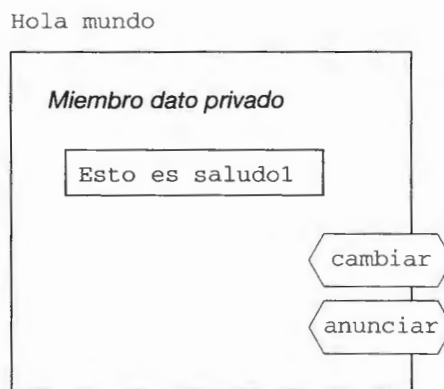 Hola mundo
Miembro dato privado
Esto es saludo1
cambiar
anunciar